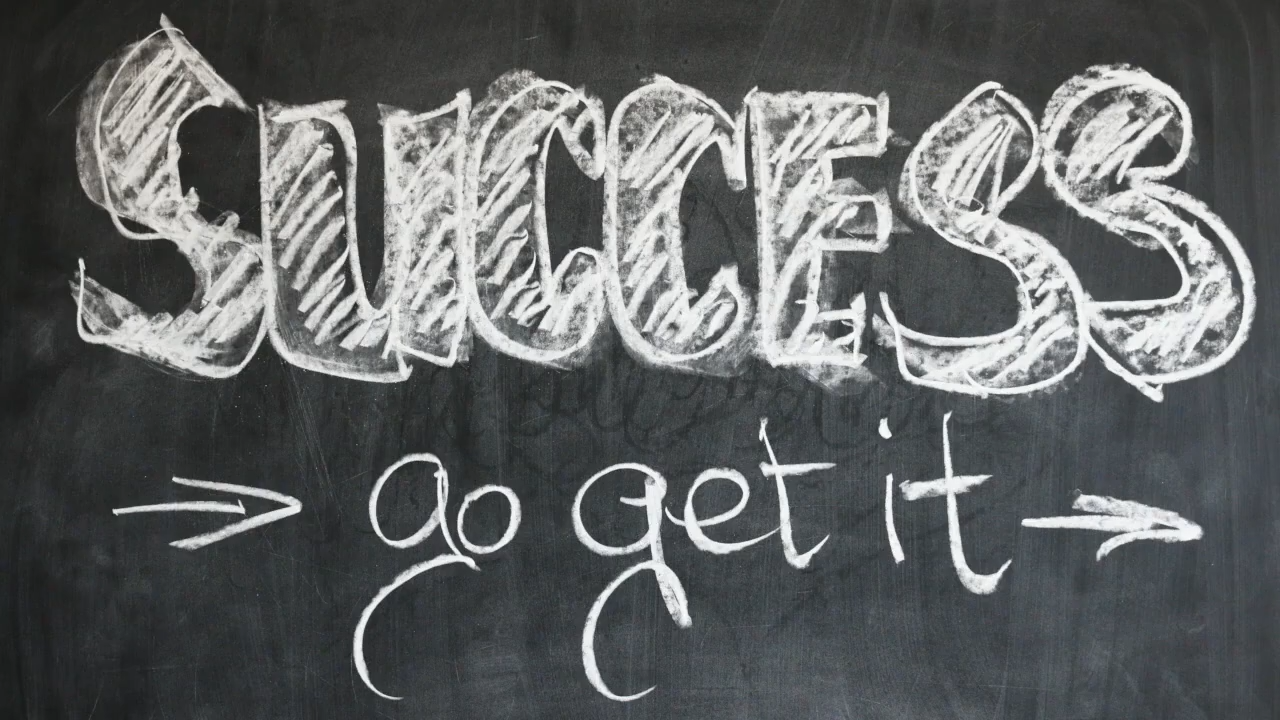 SUCCESS
→ go get it →